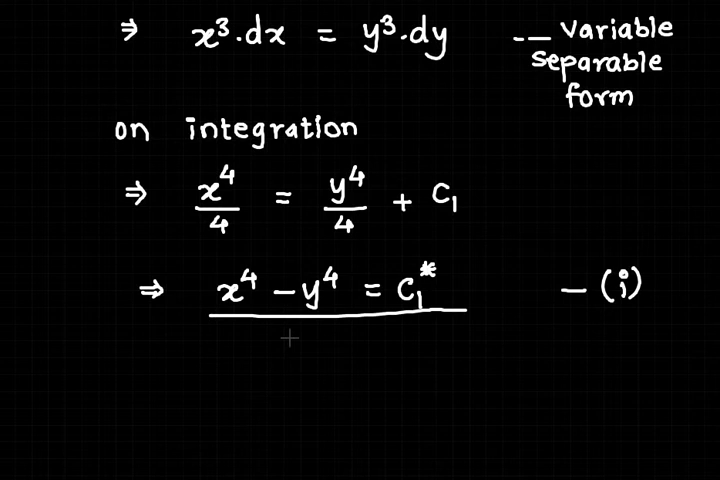 ⇒ x³.dx = y³.dy -- Variable
separable
form
on integration
⇒ x⁴/4 = y⁴/4 + C₁
⇒ x⁴ - y⁴ = C₁* - (i)